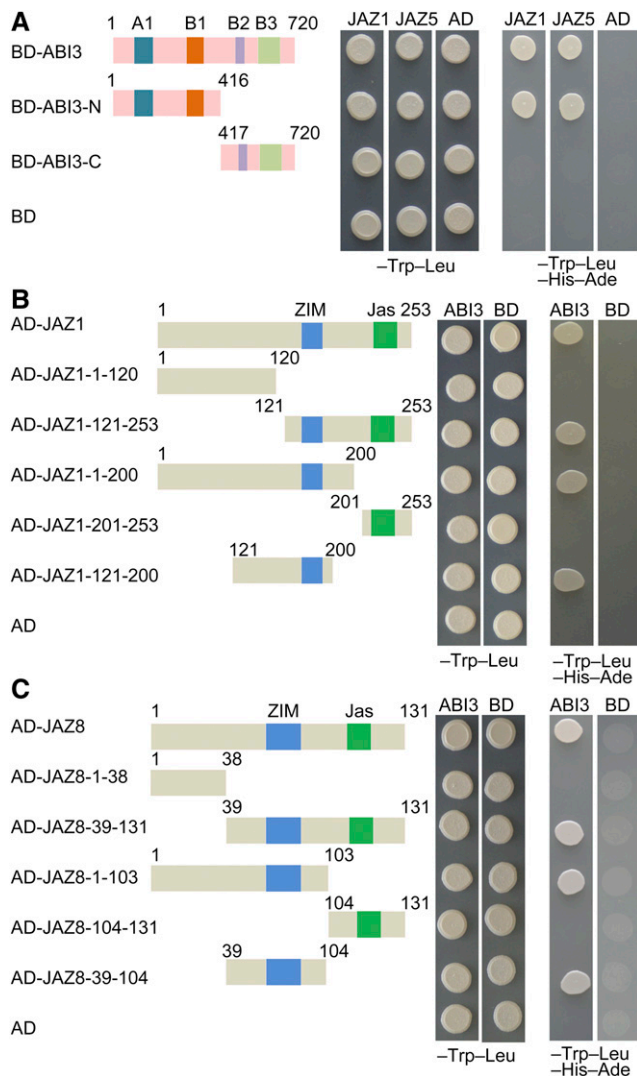 A
1 A1 B1 B2 B3 720
BD-ABI3
1 416
BD-ABI3-N
417 720
BD-ABI3-C
BD
JAZ1 JAZ5 AD
JAZ1 JAZ5 AD
–Trp–Leu
–Trp–Leu
–His–Ade
B
1 ZIM Jas 253
AD-JAZ1
1 120
AD-JAZ1-1-120
121 253
AD-JAZ1-121-253
1 200
AD-JAZ1-1-200
201 253
AD-JAZ1-201-253
121 200
AD-JAZ1-121-200
AD
ABI3 BD
ABI3 BD
–Trp–Leu
–Trp–Leu
–His–Ade
C
1 ZIM Jas 131
AD-JAZ8
1 38
AD-JAZ8-1-38
39 131
AD-JAZ8-39-131
1 103
AD-JAZ8-1-103
104 131
AD-JAZ8-104-131
39 104
AD-JAZ8-39-104
AD
ABI3 BD
ABI3 BD
–Trp–Leu
–Trp–Leu
–His–Ade